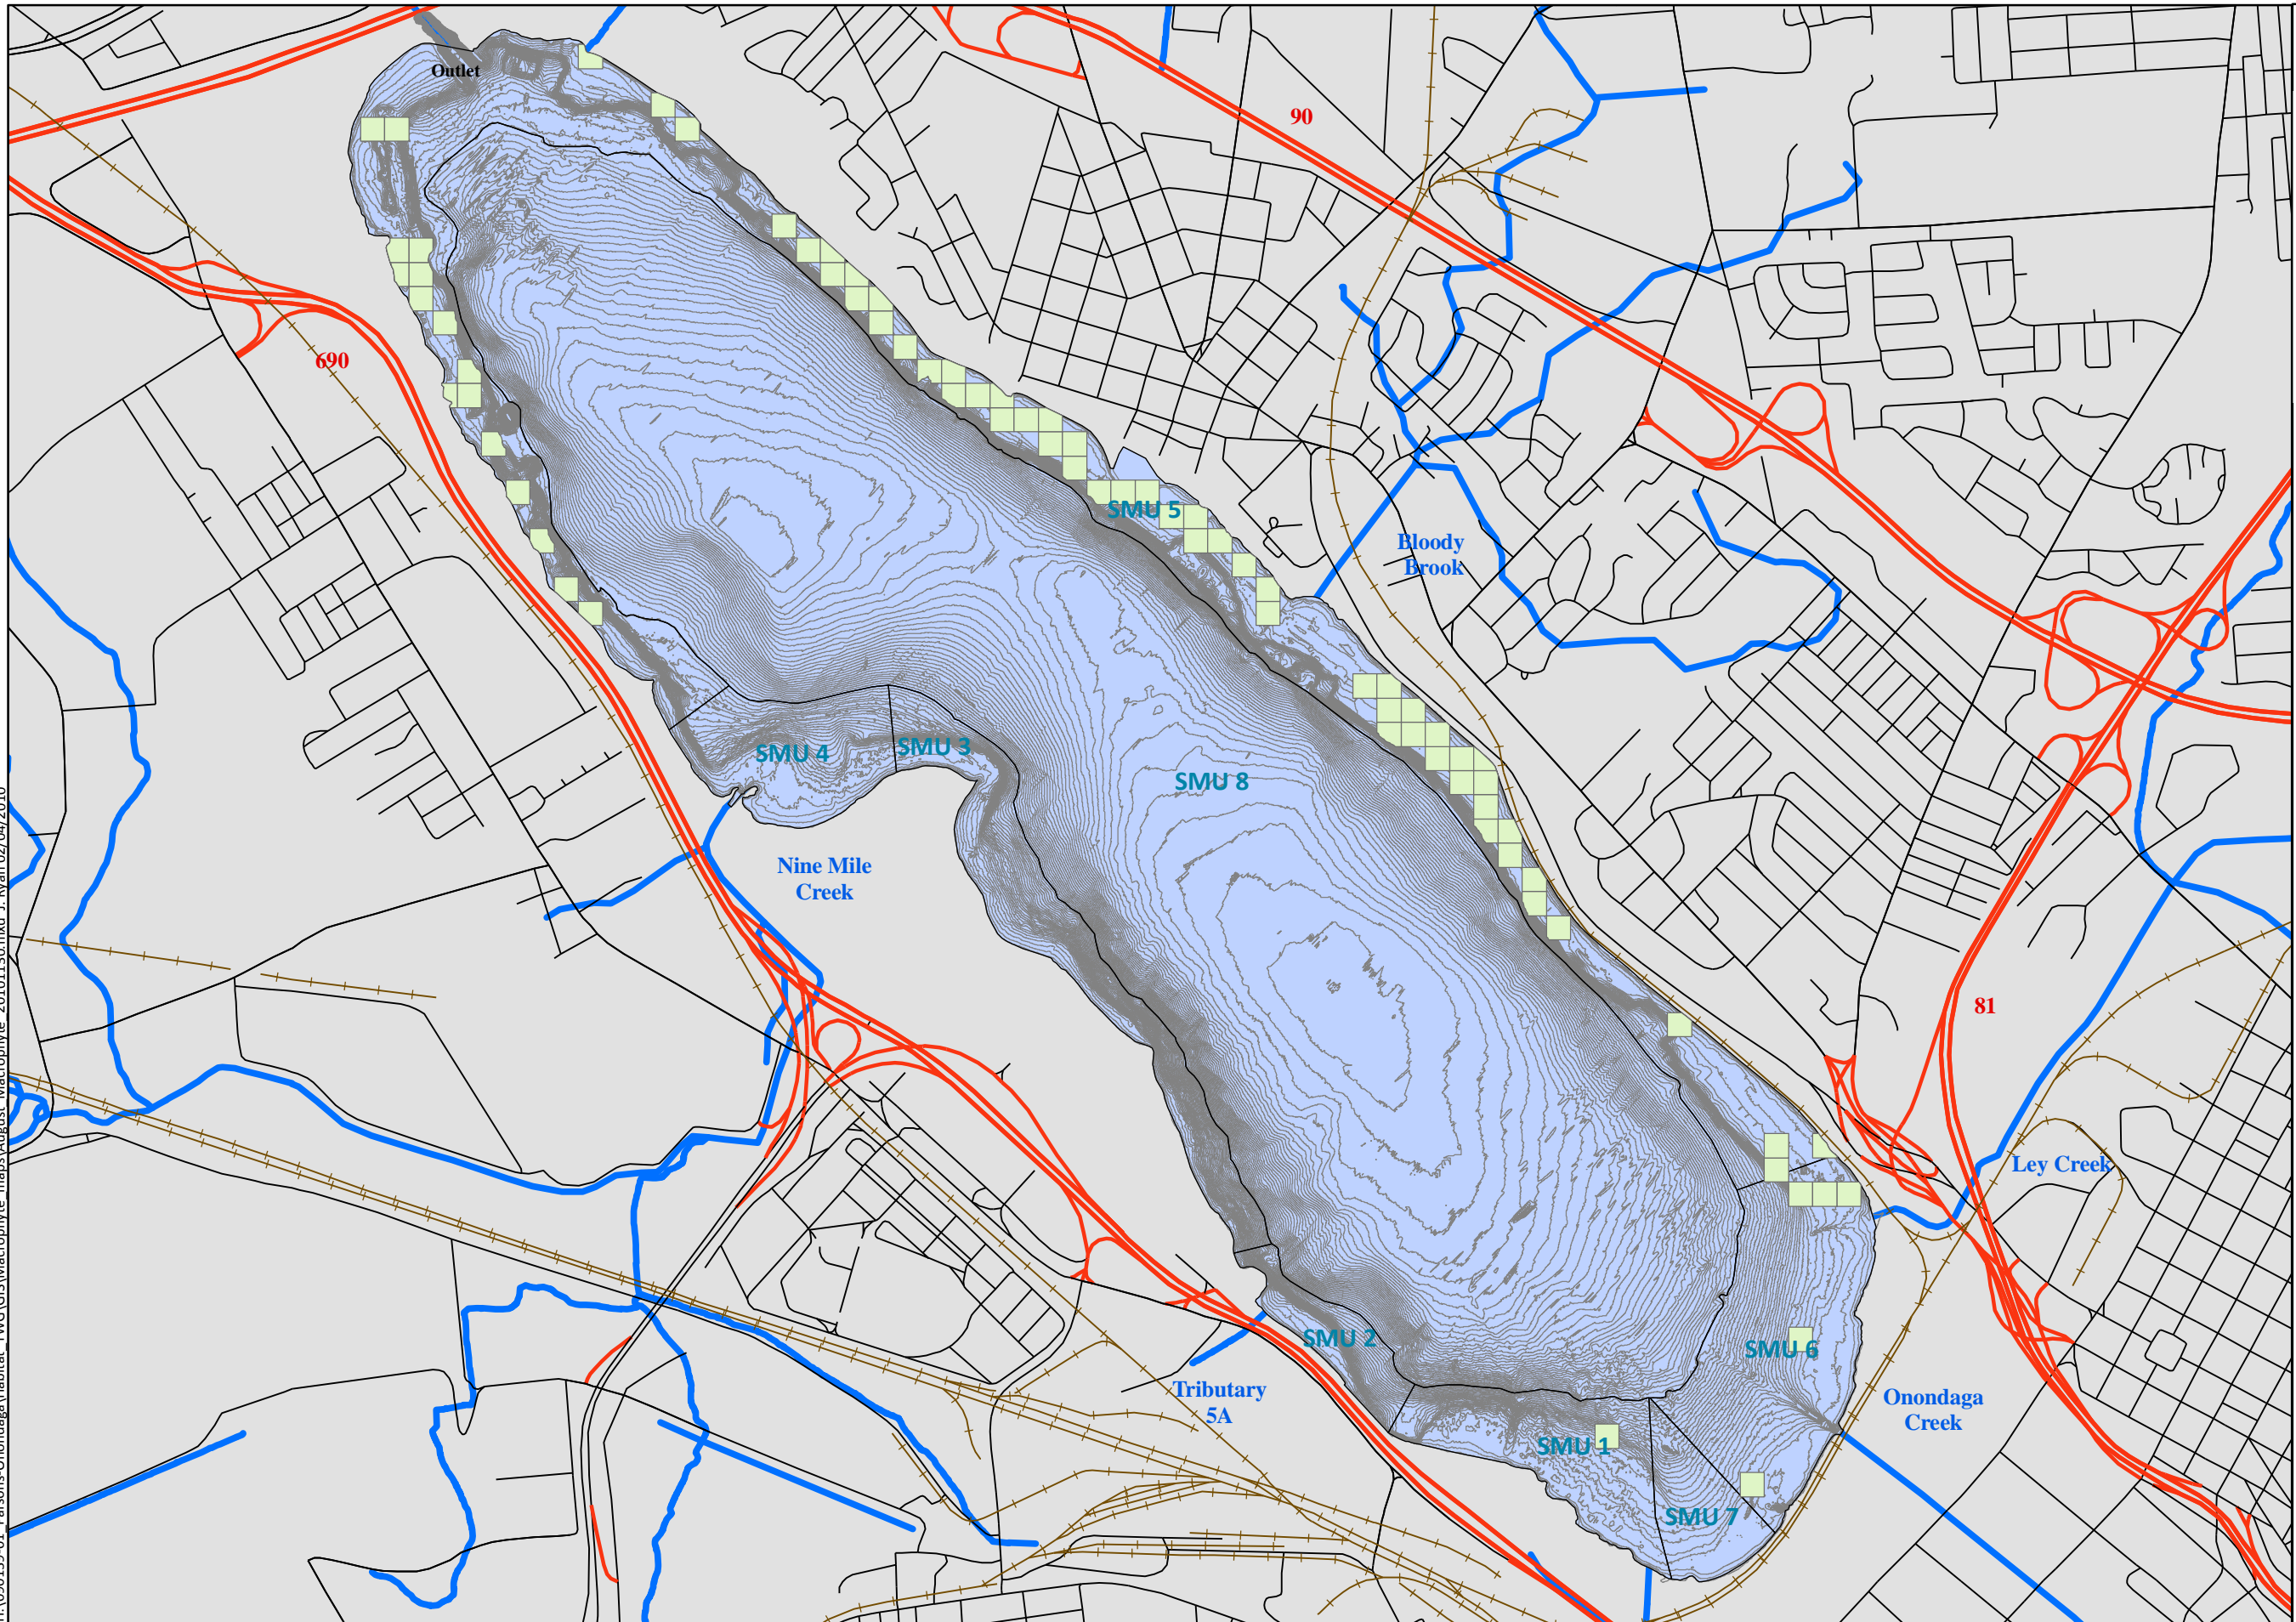 Outlet
90
690
SMU 5
Bloody
Brook
SMU 4
SMU 3
SMU 8
Nine Mile
Creek
81
Ley Creek
SMU 2
SMU 6
Tributary
5A
Onondaga
Creek
SMU 1
SMU 7